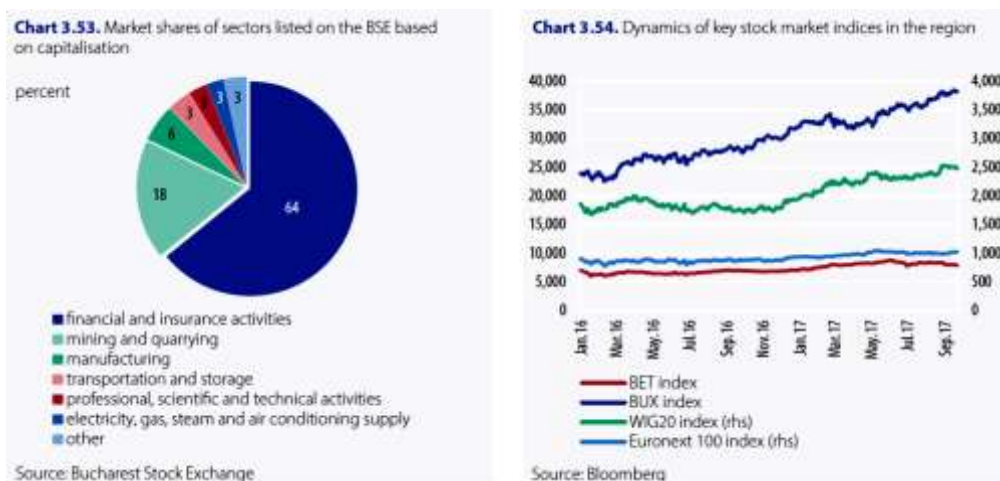 Chart 3.53. Market shares of sectors listed on the BSE based
on capitalisation
percent
3
3
3
6
18
64
financial and insurance activities
mining and quarrying
manufacturing
transportation and storage
professional, scientific and technical activities
electricity, gas, steam and air conditioning supply
other
Source: Bucharest Stock Exchange
Chart 3.54. Dynamics of key stock market indices in the region
40,000
35,000
30,000
25,000
20,000
15,000
10,000
5,000
0
4,000
3,500
3,000
2,500
2,000
1,500
1,000
500
0
Jan. 16
Mar. 16
May. 16
Jul. 16
Sep. 16
Nov. 16
Jan. 17
Mar. 17
May. 17
Jul. 17
Sep. 17
BET index
BUX index
WIG20 index (rhs)
Euronext 100 index (rhs)
Source: Bloomberg